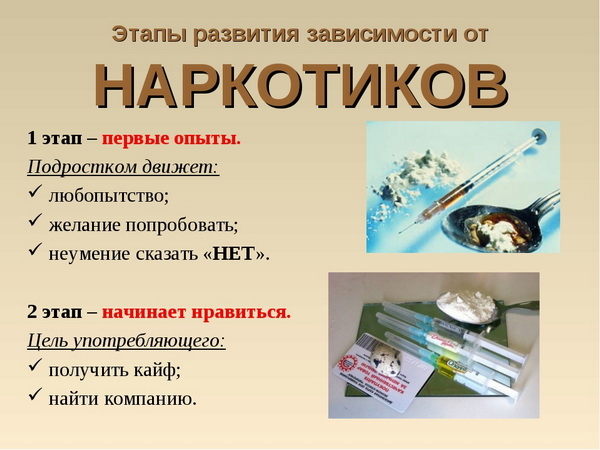 Этапы развития зависимости от
НАРКОТИКОВ
1 этап – первые опыты.
Подростком движет:
✓ любопытство;
✓ желание попробовать;
✓ неумение сказать «НЕТ».
2 этап – начинает нравиться.
Цель употребляющего:
✓ получить кайф;
✓ найти компанию.